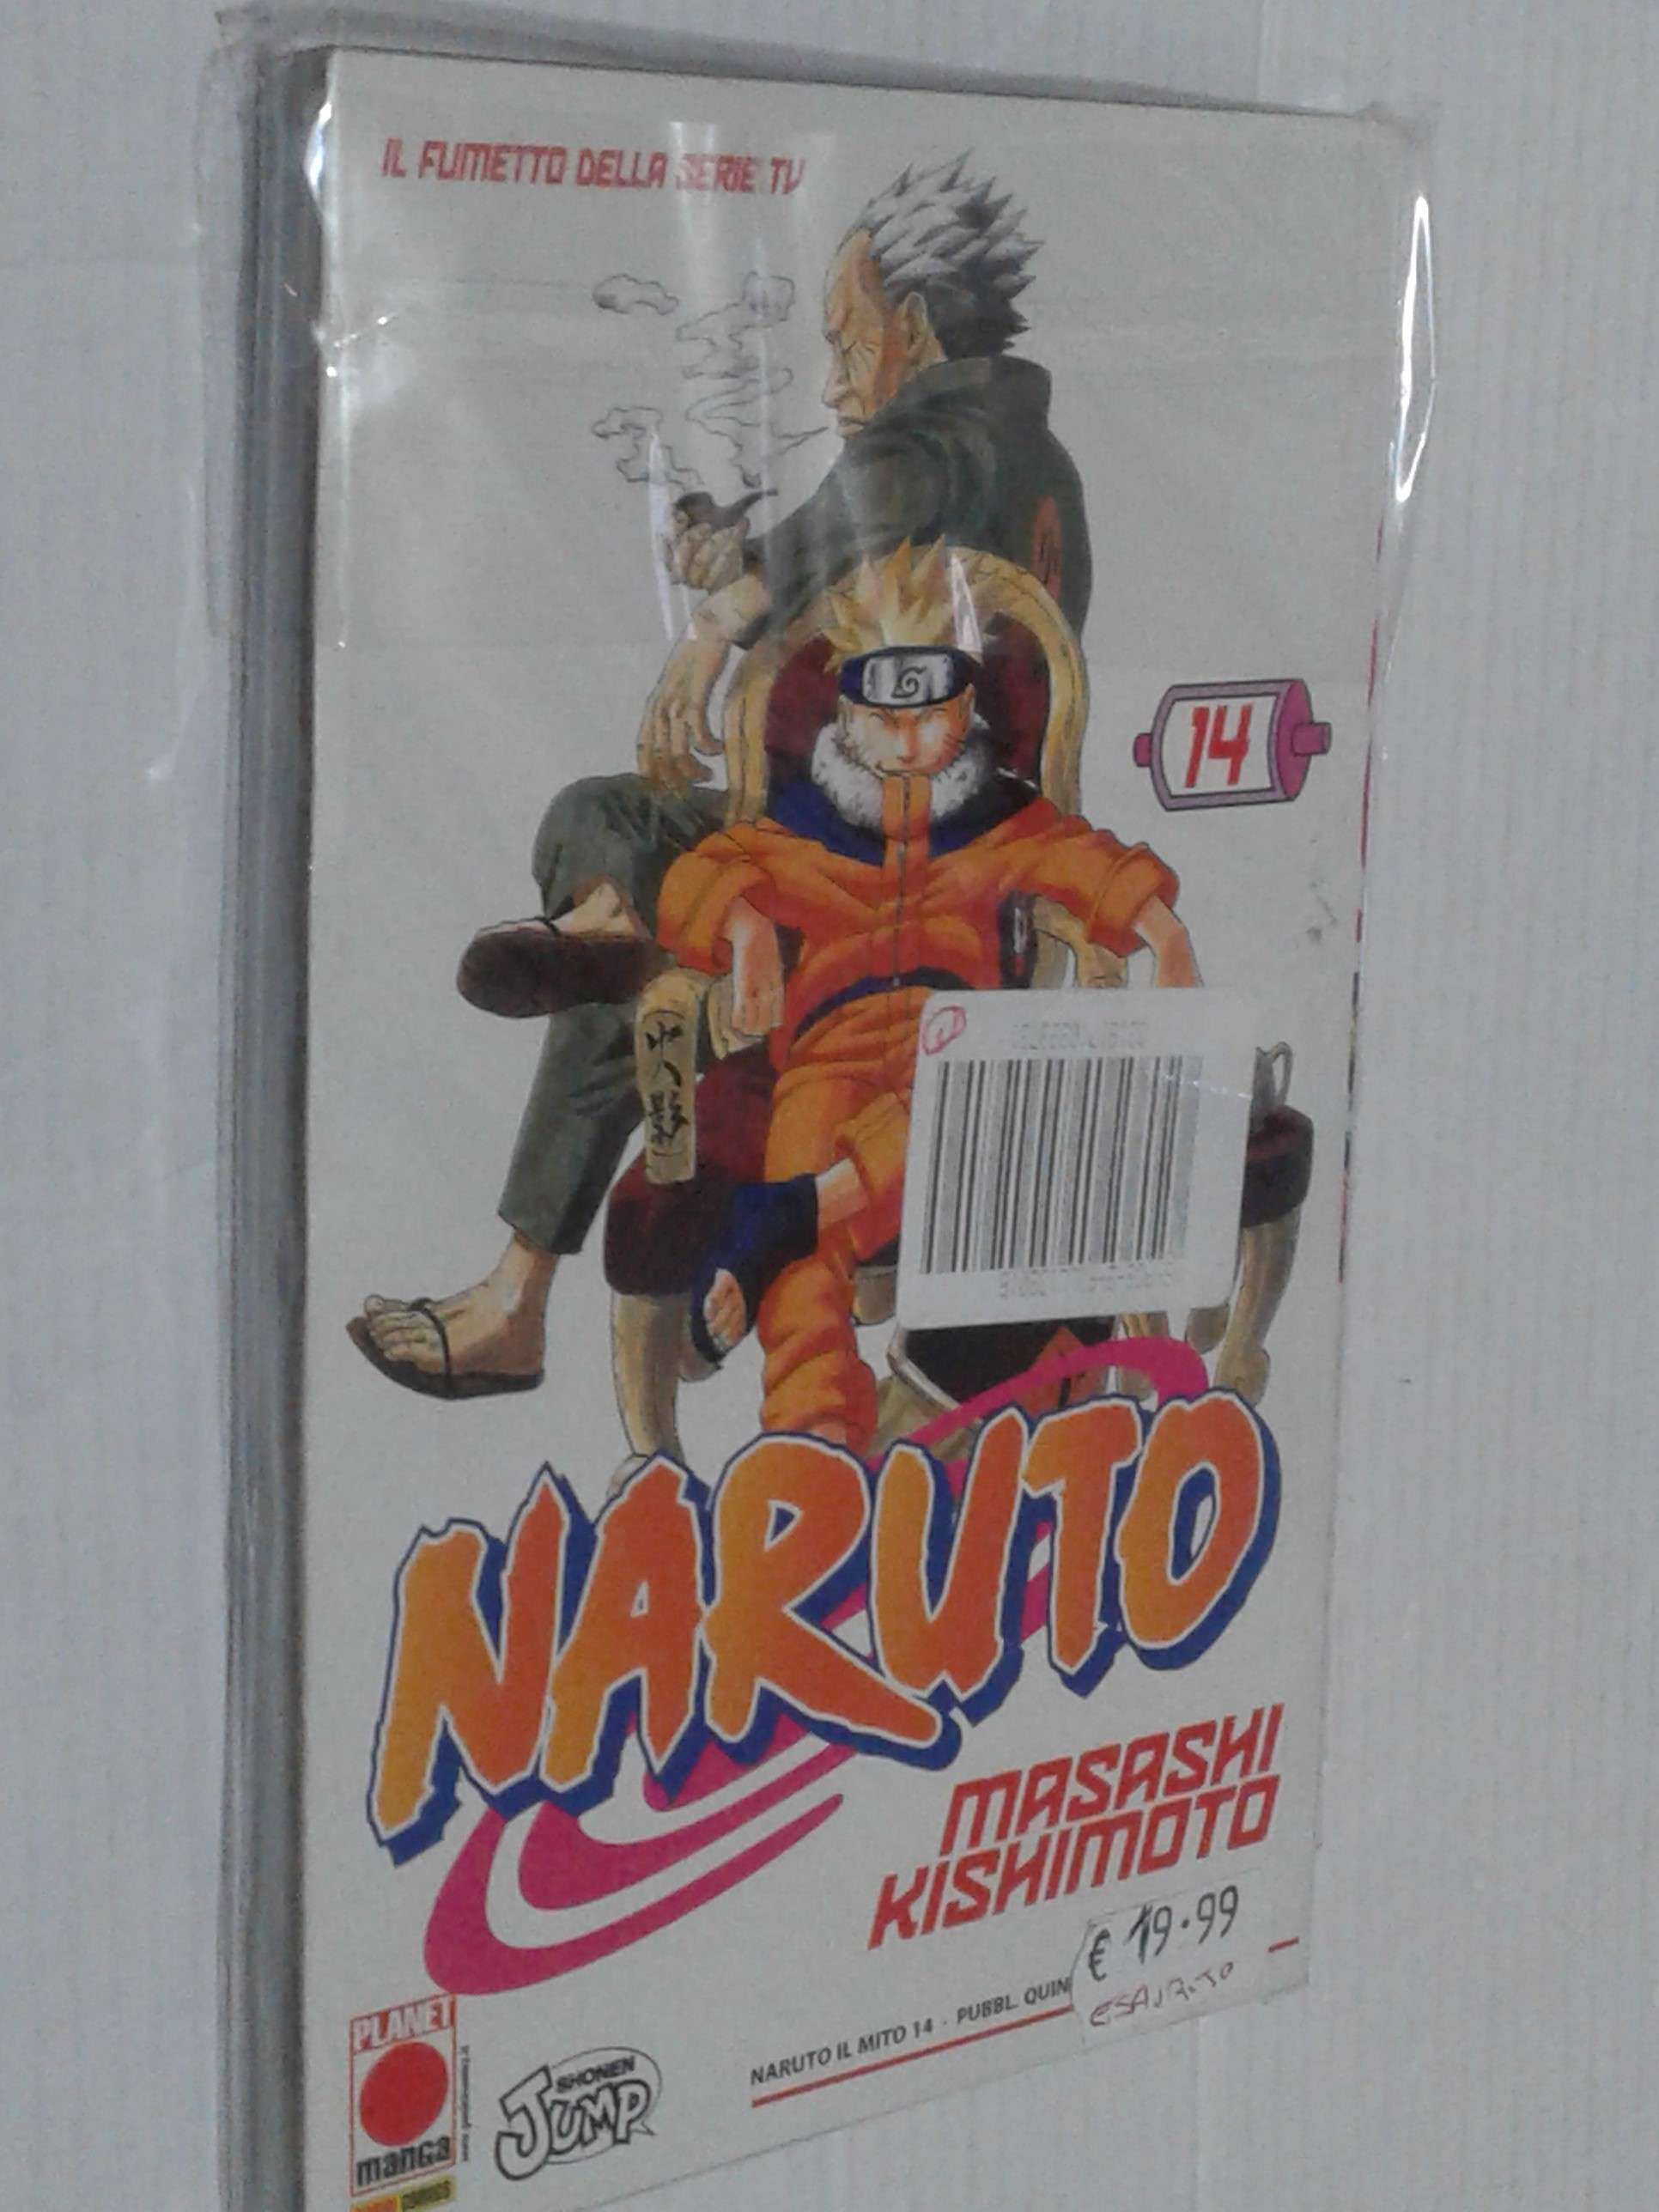 IL FUMETTO DELLA SERIE TV
14
NARUTO
MASASHI
KISHIMOTO
€ 19.99
ESAURITO
NARUTO IL MITO 14 - PUBBL. QUIN
PLANET
manga
SHONEN
JUMP
COMICS